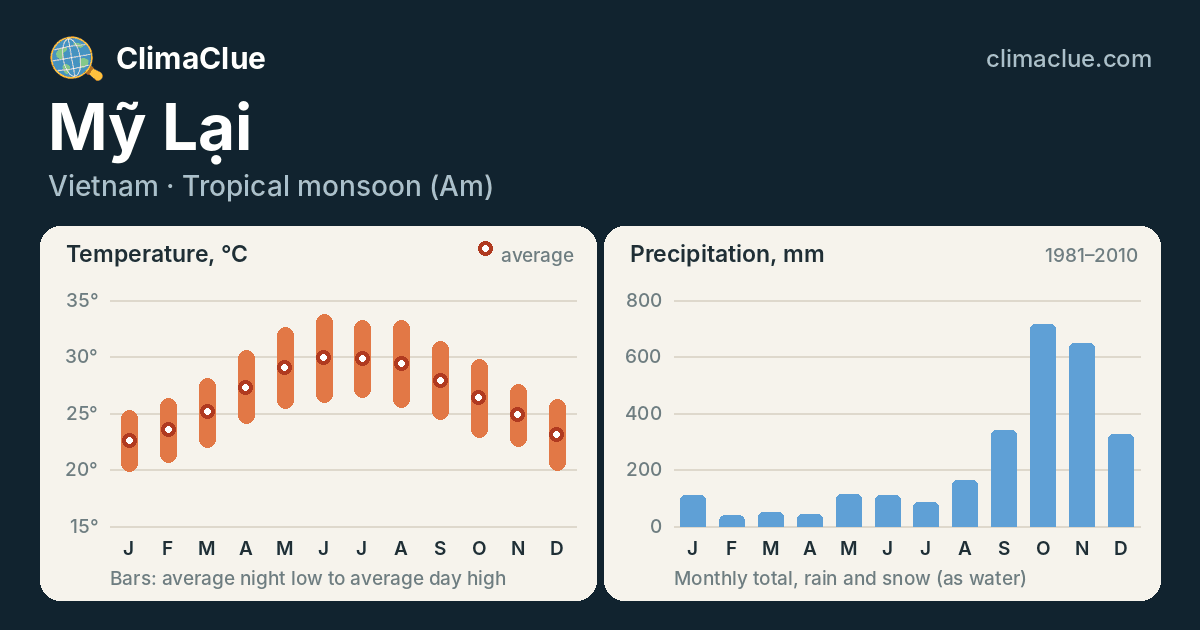 ClimaClue
climaclue.com
Mỹ Lại
Vietnam · Tropical monsoon (Am)
Temperature, °C
average
35°
30°
25°
20°
15°
J F M A M J J A S O N D
Bars: average night low to average day high
Precipitation, mm
1981–2010
800
600
400
200
0
J F M A M J J A S O N D
Monthly total, rain and snow (as water)